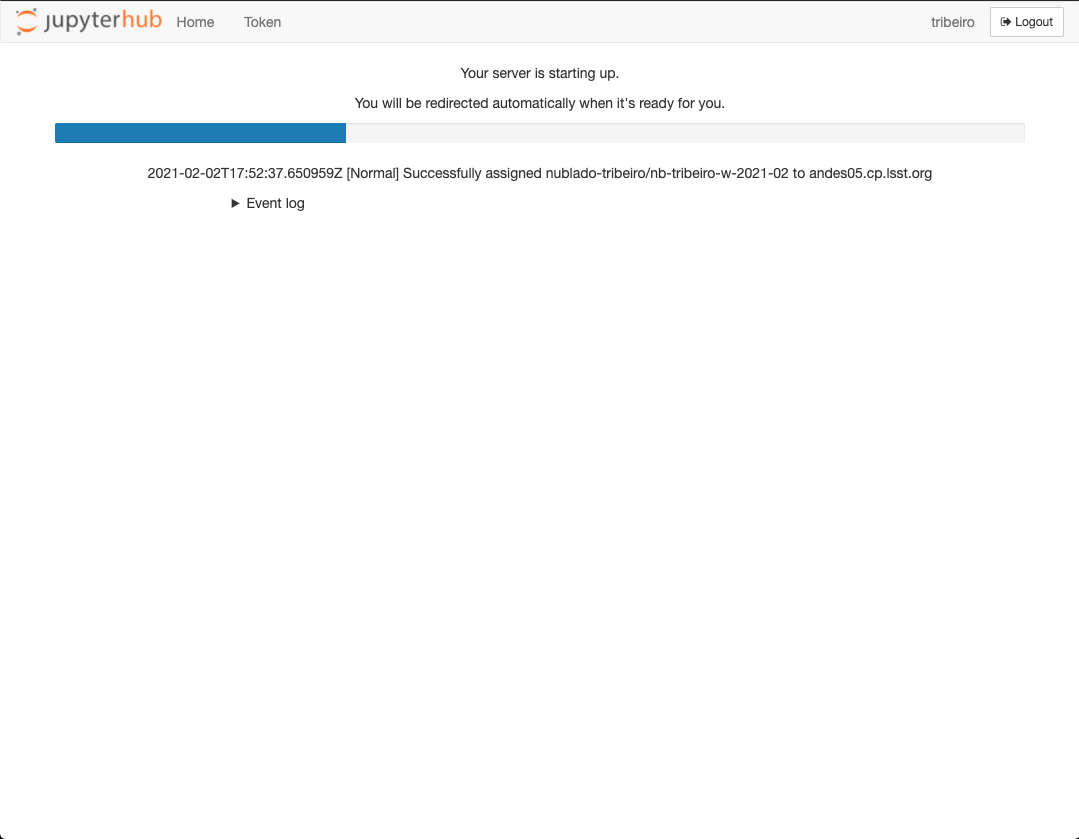 jupyterhub Home Token tribeiro Logout
Your server is starting up.
You will be redirected automatically when it's ready for you.
2021-02-02T17:52:37.650959Z [Normal] Successfully assigned nublado-tribeiro/nb-tribeiro-w-2021-02 to andes05.cp.lsst.org
Event log